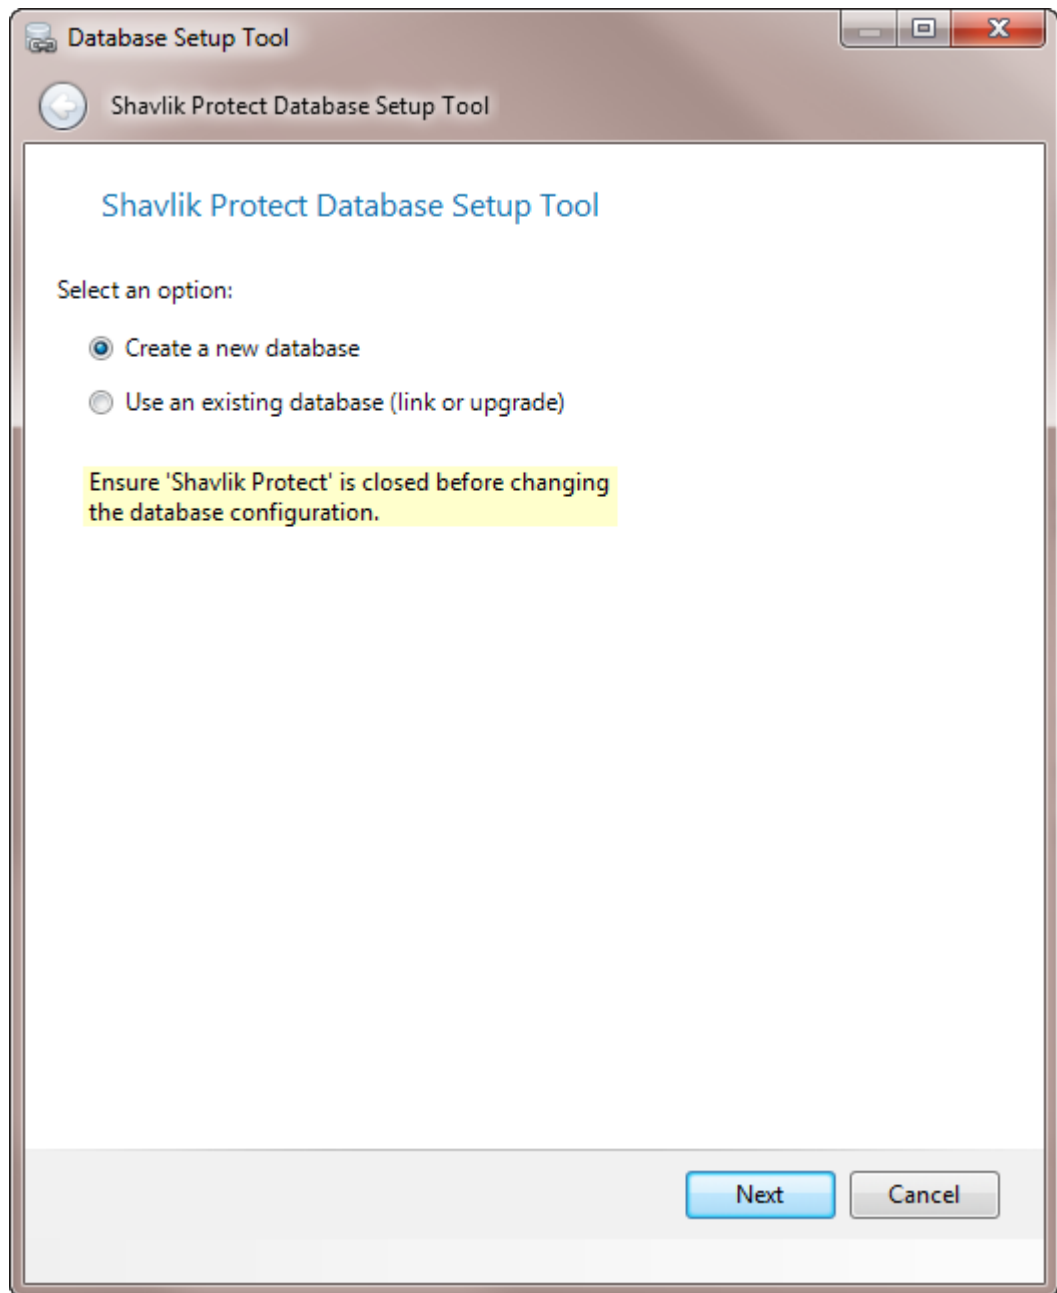 Database Setup Tool
Shavlik Protect Database Setup Tool
Shavlik Protect Database Setup Tool
Select an option:
Create a new database
Use an existing database (link or upgrade)
Ensure 'Shavlik Protect' is closed before changing
the database configuration.
Next Cancel